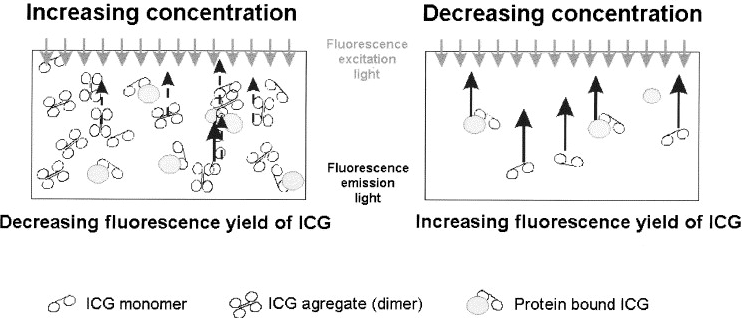 Increasing concentration
Decreasing concentration
Fluorescence
excitation
light
Fluorescence
emission
light
Decreasing fluorescence yield of ICG
Increasing fluorescence yield of ICG
ICG monomer
ICG agregate (dimer)
Protein bound ICG